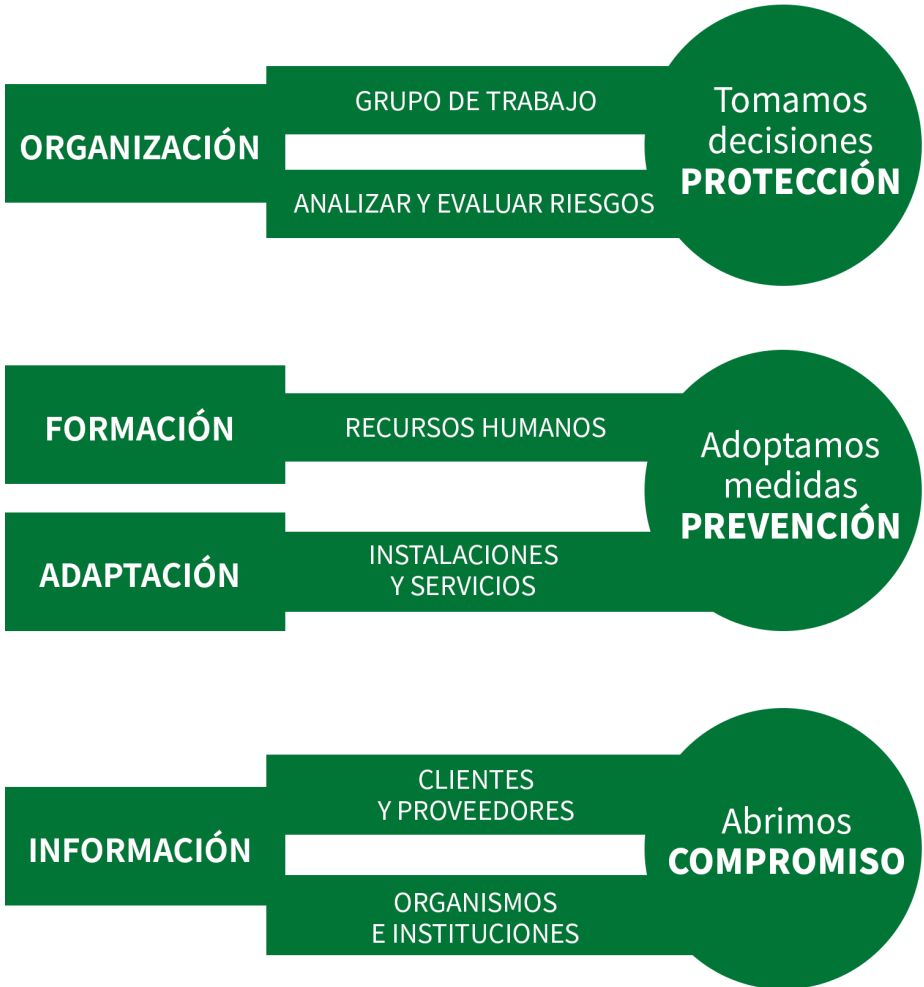 ORGANIZACIÓN
GRUPO DE TRABAJO
ANALIZAR Y EVALUAR RIESGOS
Tomamos
decisiones
PROTECCIÓN
FORMACIÓN
RECURSOS HUMANOS
ADAPTACIÓN
INSTALACIONES
Y SERVICIOS
Adoptamos
medidas
PREVENCIÓN
INFORMACIÓN
CLIENTES
Y PROVEEDORES
ORGANISMOS
E INSTITUCIONES
Abrimos
COMPROMISO